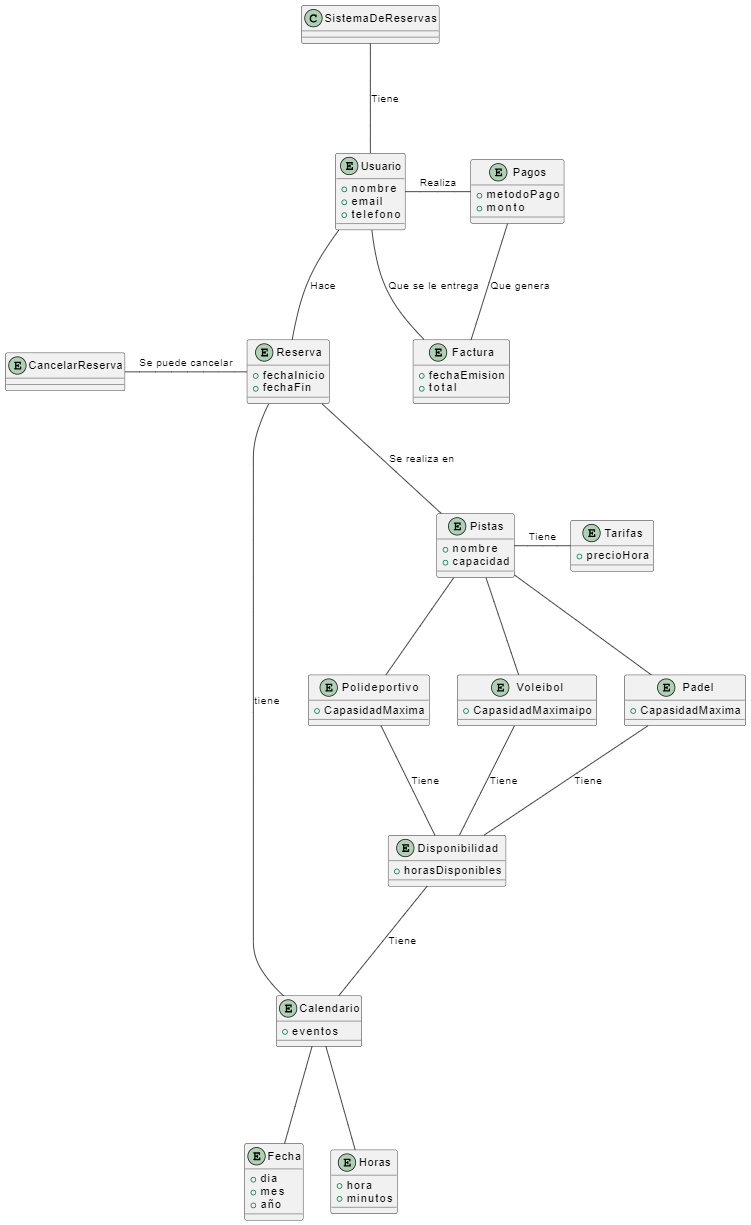 C SistemaDeReservas
Tiene
E Usuario
nombre
email
telefono
Realiza
E Pagos
metodoPago
monto
Hace
Que se le entrega
Que genera
E CancelarReserva
Se puede cancelar
E Reserva
fechaInicio
fechaFin
E Factura
fechaEmision
total
Se realiza en
E Pistas
nombre
capacidad
Tiene
E Tarifas
precioHora
E Polideportivo
CapasidadMaxima
E Voleibol
CapasidadMaximaipo
E Padel
CapasidadMaxima
tiene
Tiene
Tiene
Tiene
E Disponibilidad
horasDisponibles
Tiene
E Calendario
eventos
E Fecha
dia
mes
año
E Horas
hora
minutos